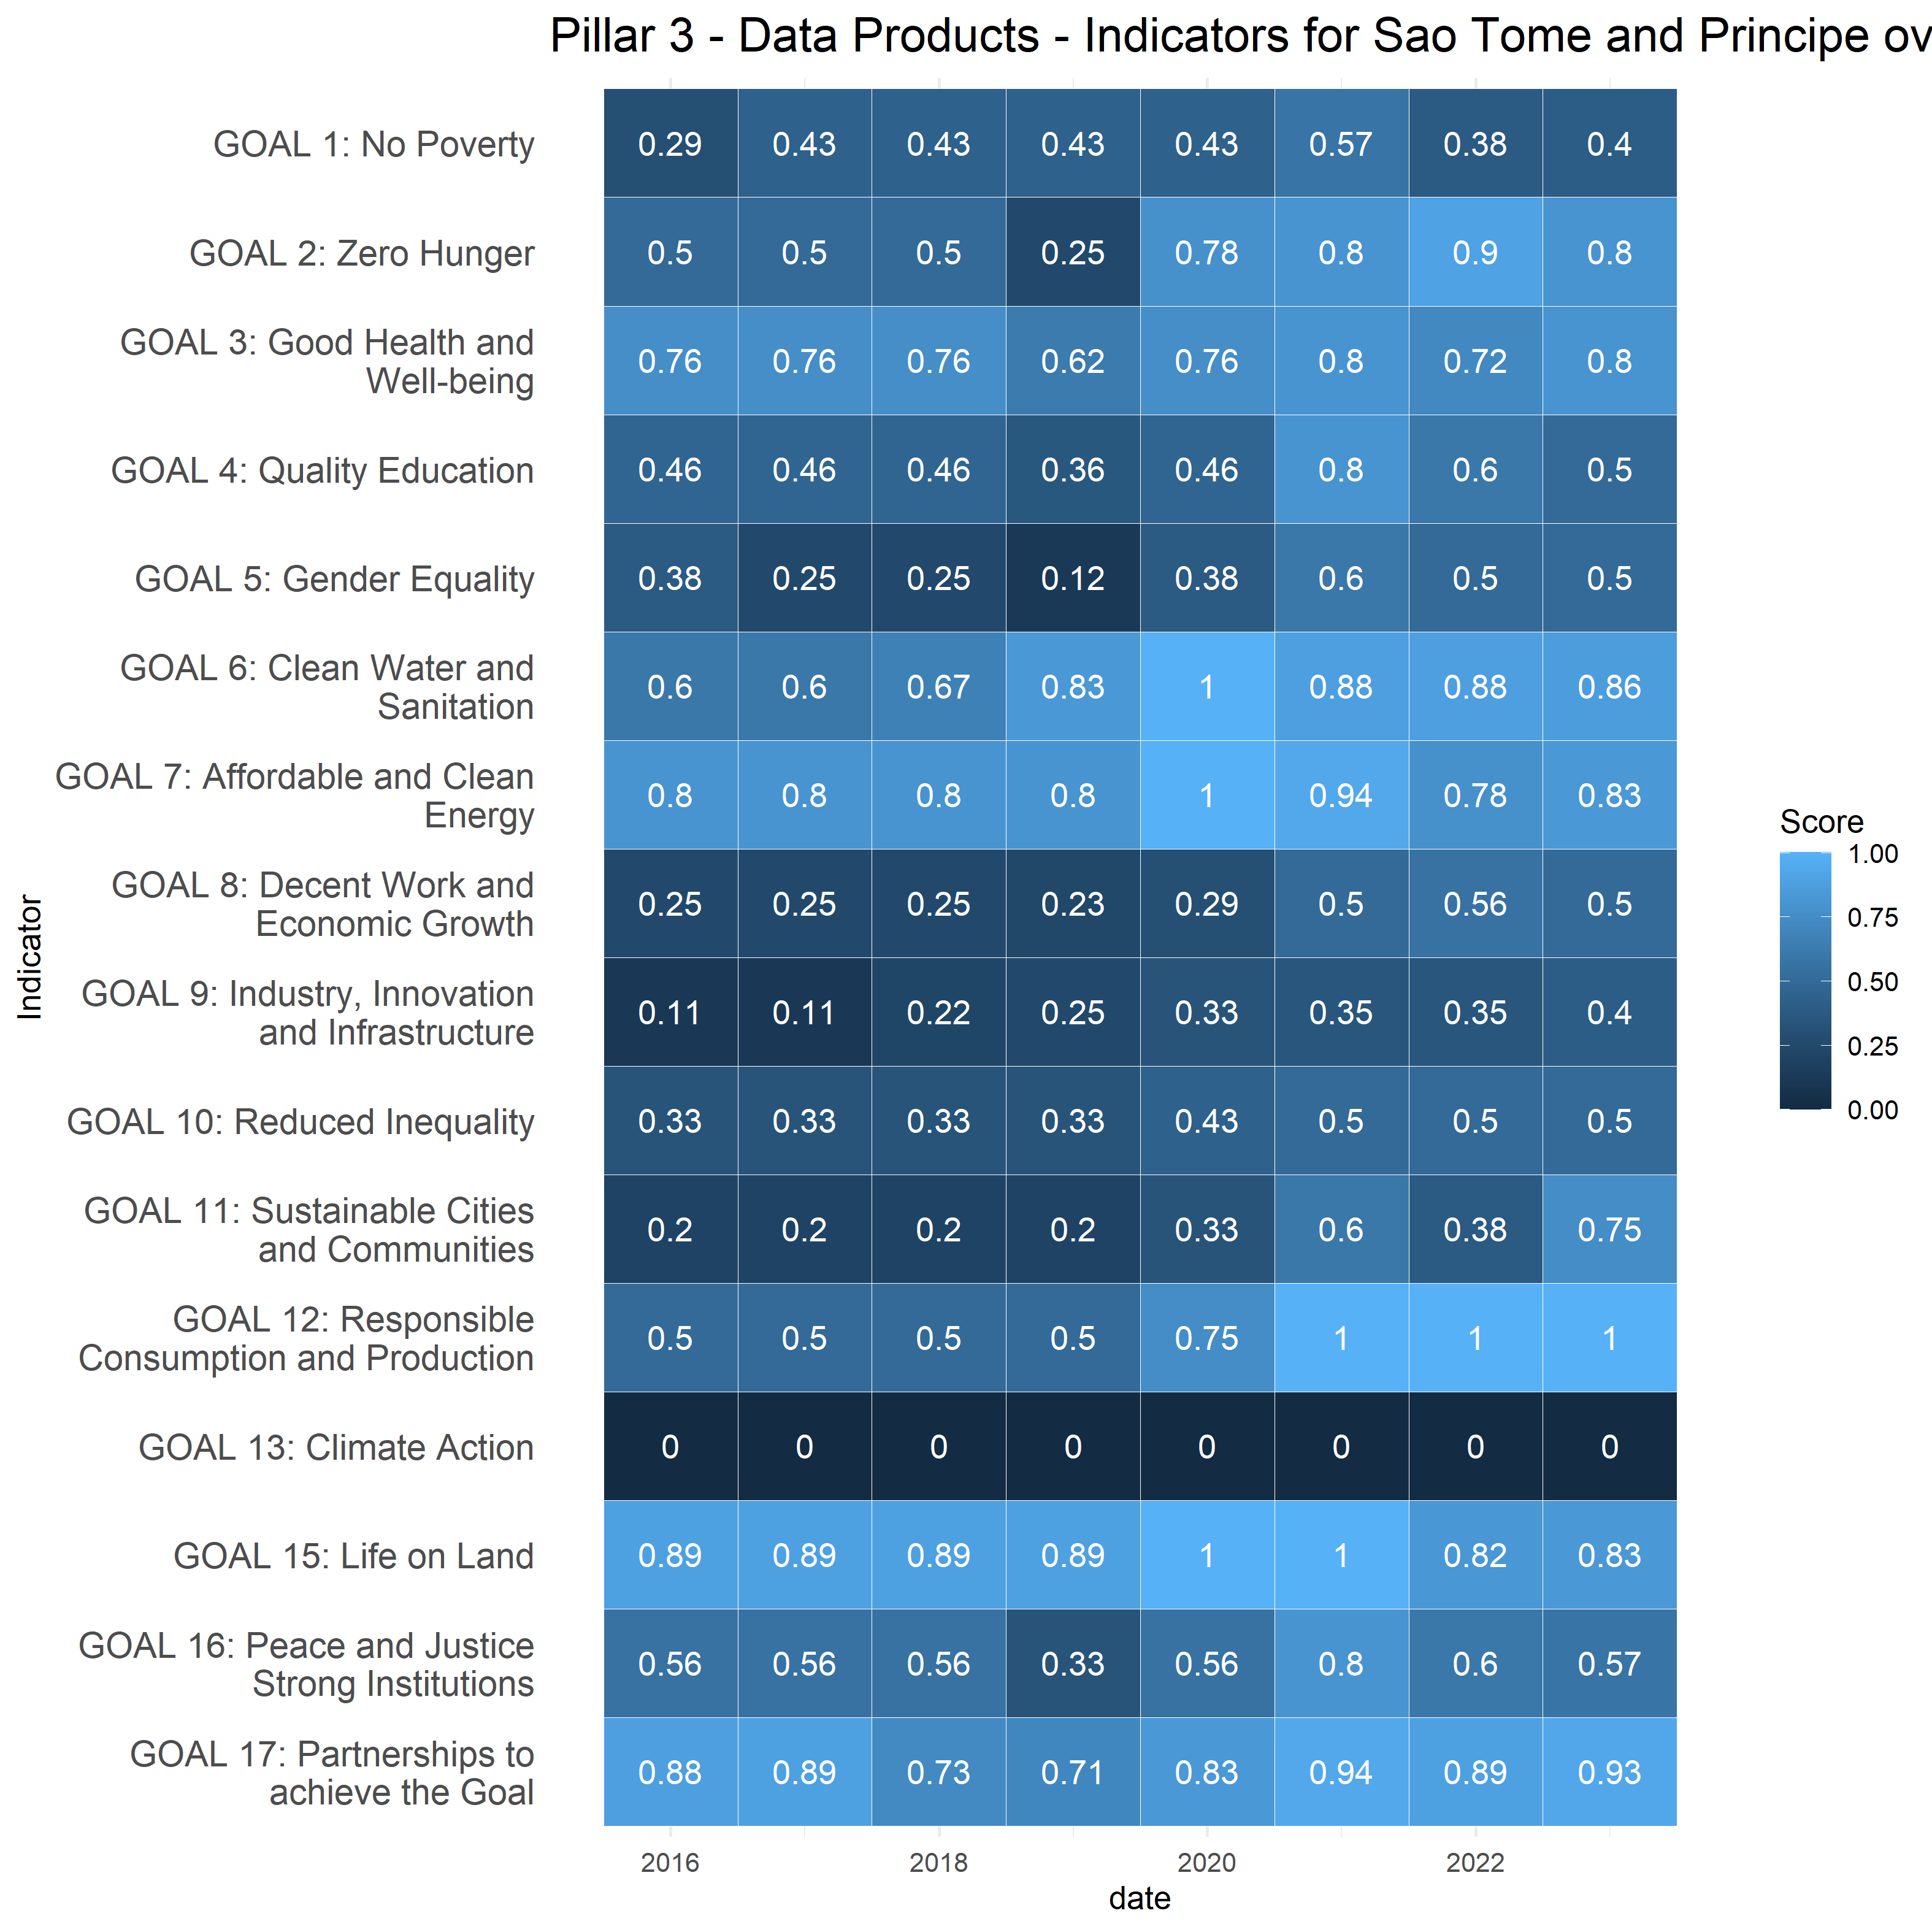 Pillar 3 - Data Products - Indicators for Sao Tome and Principe ov
GOAL 1: No Poverty
0.29 0.43 0.43 0.43 0.43 0.57 0.38 0.4
GOAL 2: Zero Hunger
0.5 0.5 0.5 0.25 0.78 0.8 0.9 0.8
GOAL 3: Good Health and
Well-being
0.76 0.76 0.76 0.62 0.76 0.8 0.72 0.8
GOAL 4: Quality Education
0.46 0.46 0.46 0.36 0.46 0.8 0.6 0.5
GOAL 5: Gender Equality
0.38 0.25 0.25 0.12 0.38 0.6 0.5 0.5
GOAL 6: Clean Water and
Sanitation
0.6 0.6 0.67 0.83 1 0.88 0.88 0.86
GOAL 7: Affordable and Clean
Energy
0.8 0.8 0.8 0.8 1 0.94 0.78 0.83
GOAL 8: Decent Work and
Economic Growth
0.25 0.25 0.25 0.23 0.29 0.5 0.56 0.5
GOAL 9: Industry, Innovation
and Infrastructure
0.11 0.11 0.22 0.25 0.33 0.35 0.35 0.4
GOAL 10: Reduced Inequality
0.33 0.33 0.33 0.33 0.43 0.5 0.5 0.5
GOAL 11: Sustainable Cities
and Communities
0.2 0.2 0.2 0.2 0.33 0.6 0.38 0.75
GOAL 12: Responsible
Consumption and Production
0.5 0.5 0.5 0.5 0.75 1 1 1
GOAL 13: Climate Action
0 0 0 0 0 0 0 0
GOAL 15: Life on Land
0.89 0.89 0.89 0.89 1 1 0.82 0.83
GOAL 16: Peace and Justice
Strong Institutions
0.56 0.56 0.56 0.33 0.56 0.8 0.6 0.57
GOAL 17: Partnerships to
achieve the Goal
0.88 0.89 0.73 0.71 0.83 0.94 0.89 0.93
2016 2018 2020 2022
date
Indicator
Score
1.00
0.75
0.50
0.25
0.00